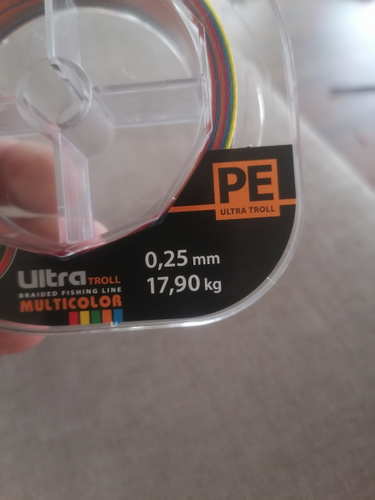 PE
ULTRA TROLL
0,25 mm
17,90 kg
Ultra TROLL
BRAIDED FISHING LINE
MULTICOLOR